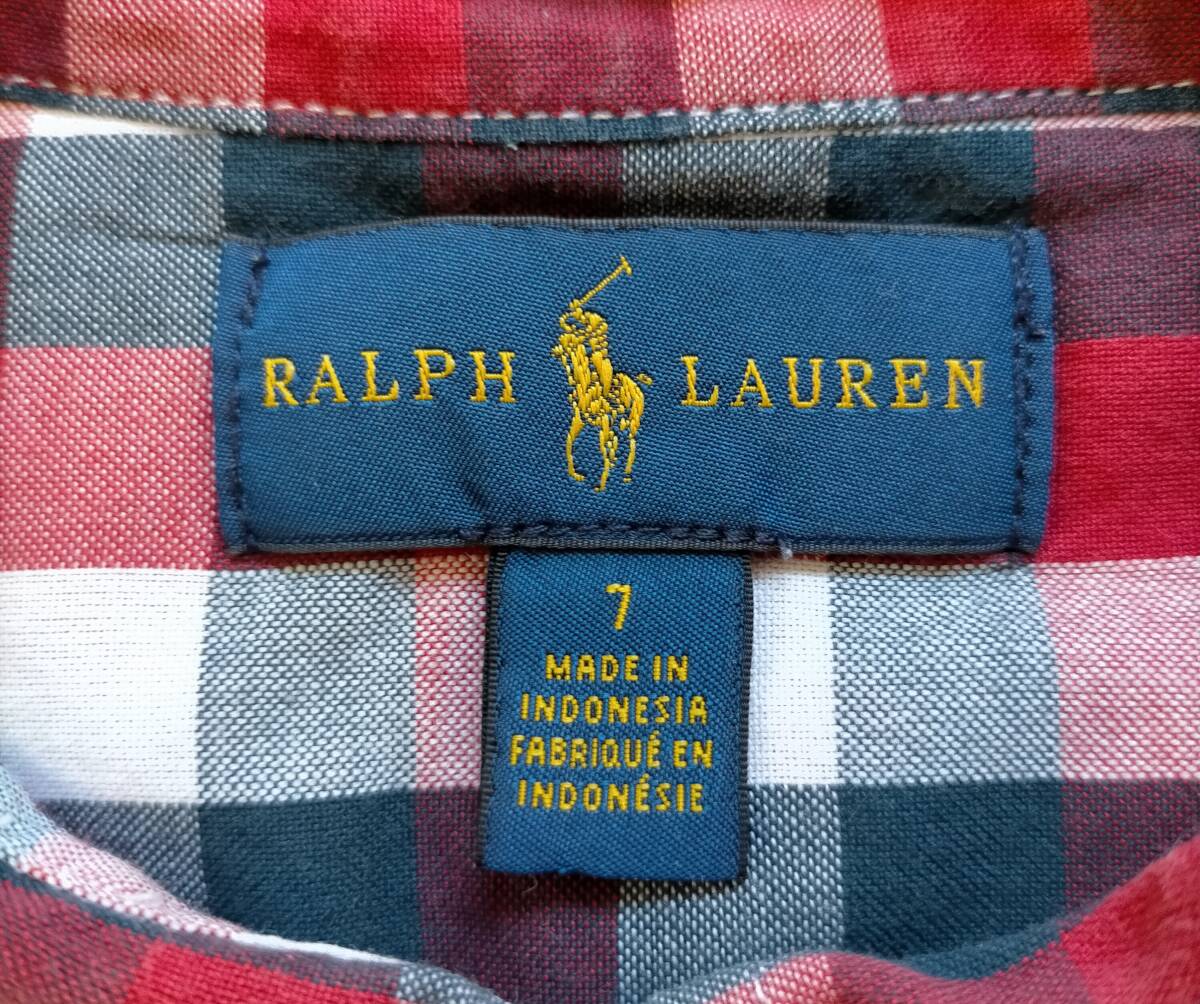 RALPH LAUREN
7
MADE IN
INDONESIA
FABRIQUÉ EN
INDONÉSIE